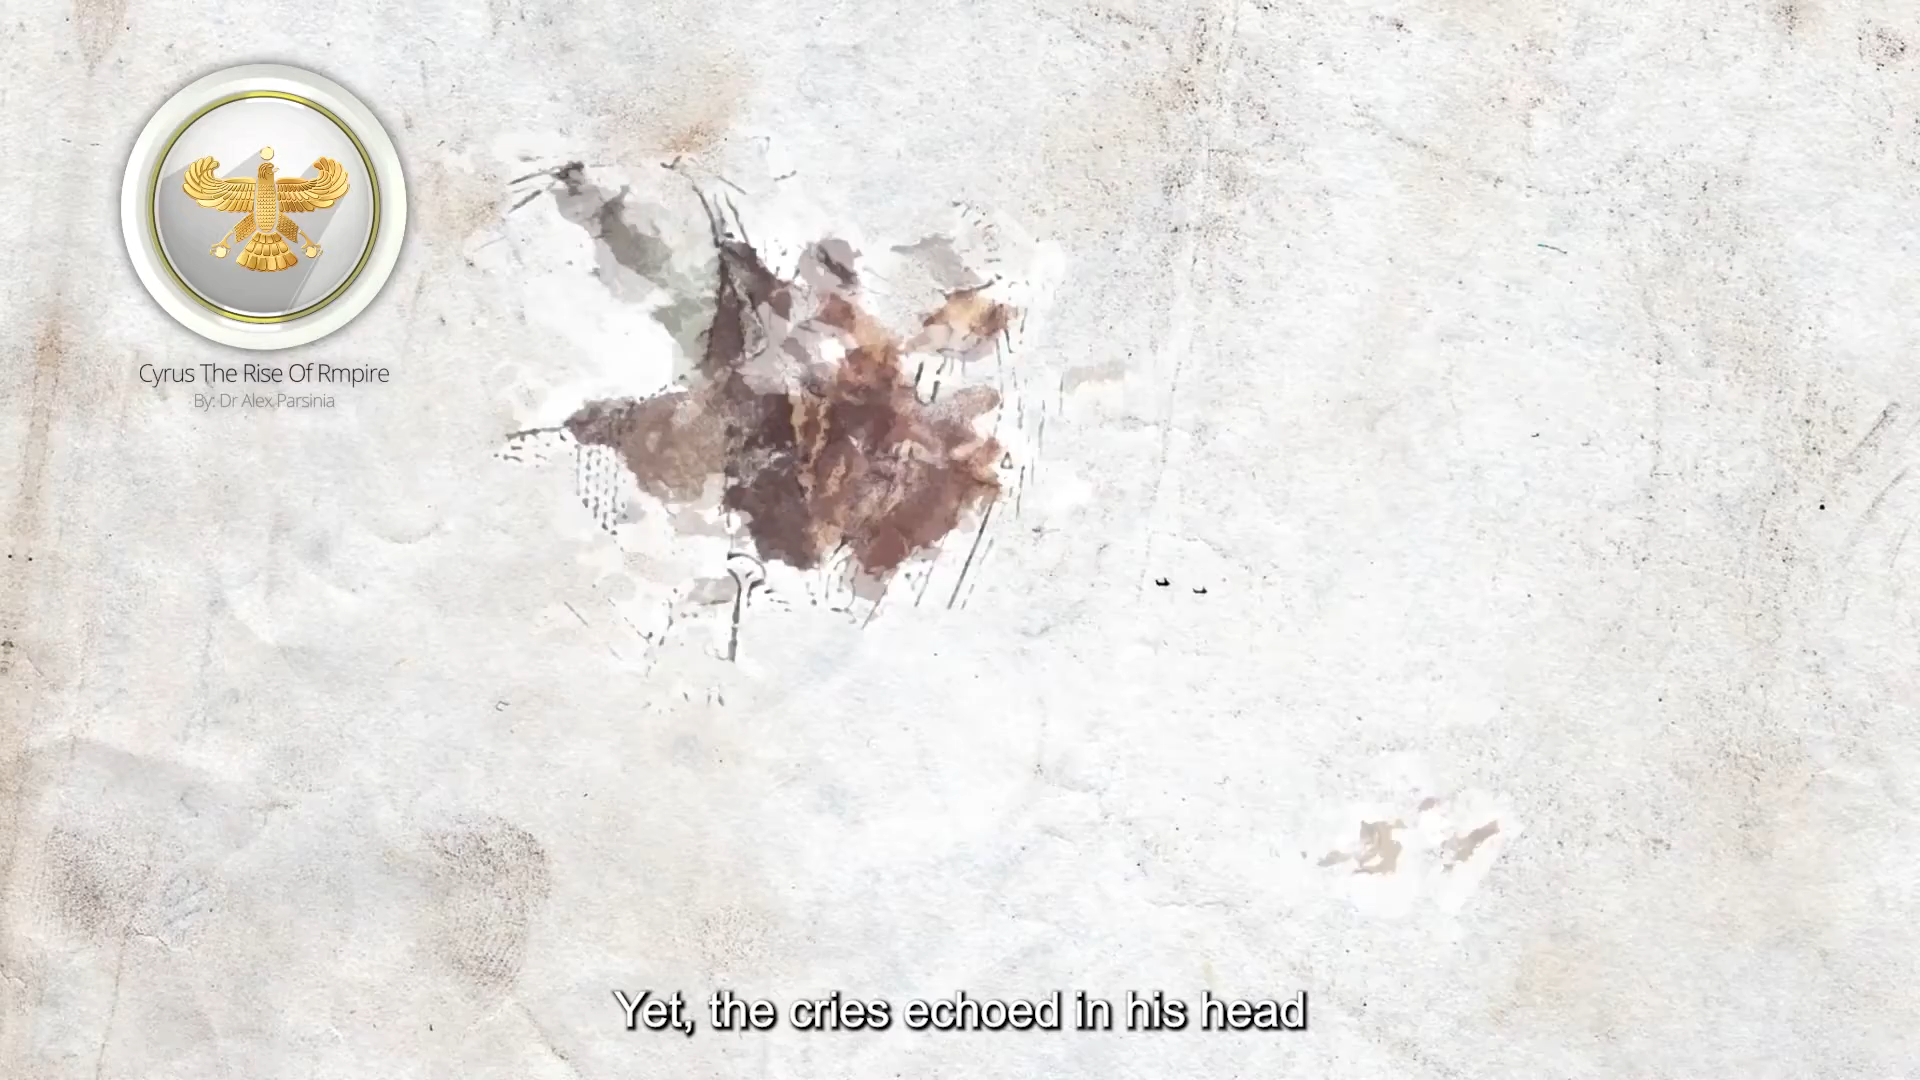 Cyrus The Rise Of Rmpire
By: Dr Alex Parsinia
Yet, the cries echoed in his head